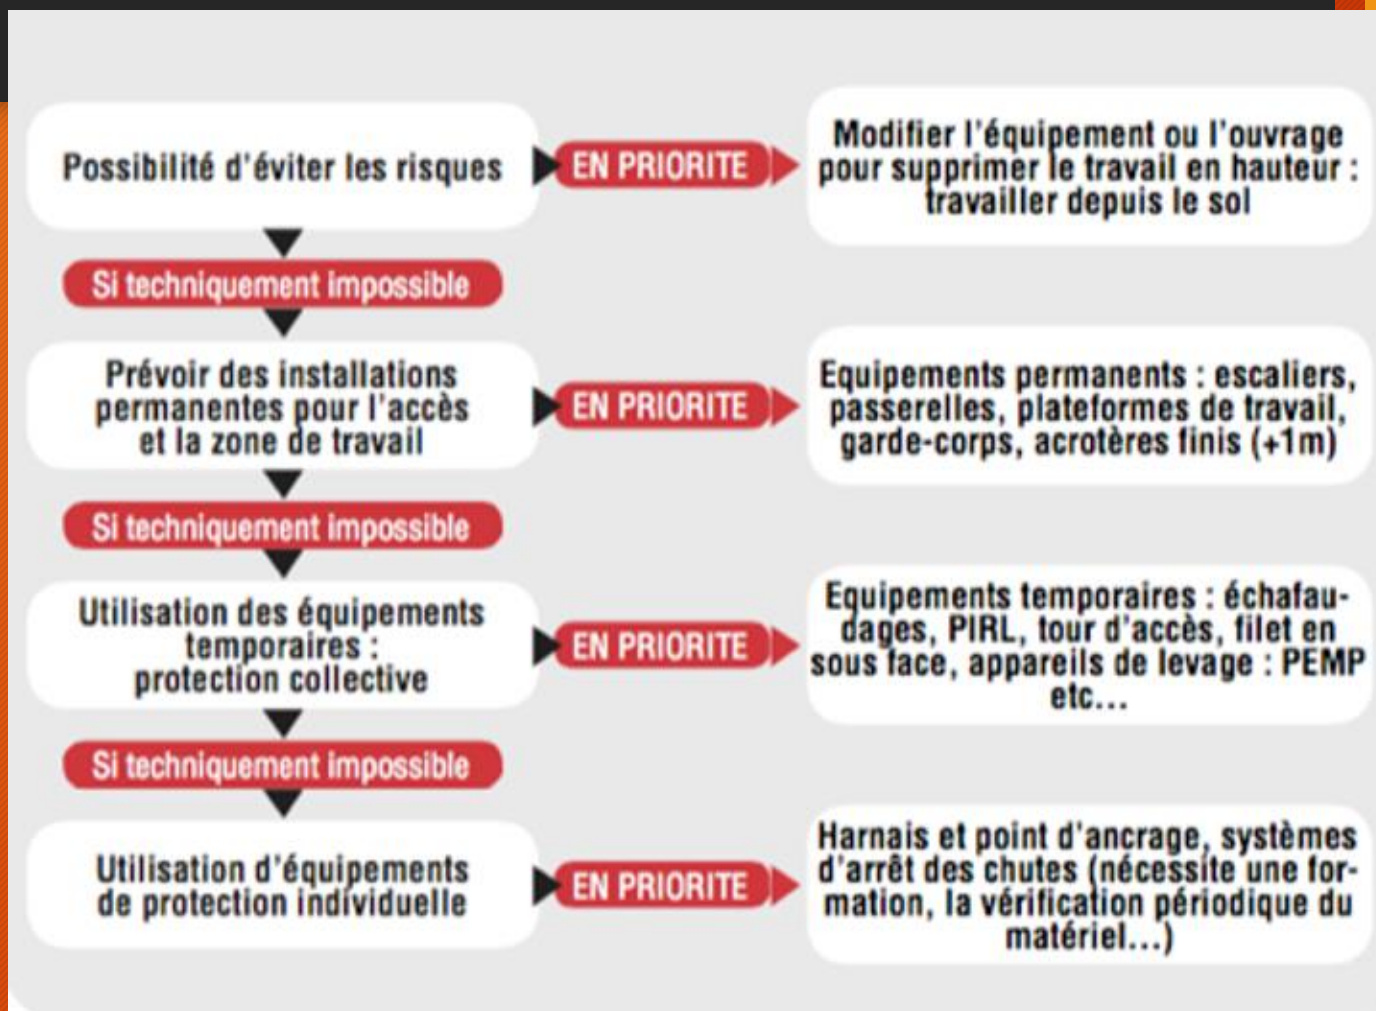 Possibilité d'éviter les risques
EN PRIORITE
Modifier l'équipement ou l'ouvrage
pour supprimer le travail en hauteur :
travailler depuis le sol
Si techniquement impossible
Prévoir des installations
permanentes pour l'accès
et la zone de travail
EN PRIORITE
Equipements permanents : escaliers,
passerelles, plateformes de travail,
garde-corps, acrotères finis (+1m)
Si techniquement impossible
Utilisation des équipements
temporaires :
protection collective
EN PRIORITE
Equipements temporaires : échafau-
dages, PIRL, tour d'accès, filet en
sous face, appareils de levage : PEMP
etc...
Si techniquement impossible
Utilisation d'équipements
de protection individuelle
EN PRIORITE
Harnais et point d'ancrage, systèmes
d'arrêt des chutes (nécessite une for-
mation, la vérification périodique du
matériel...)